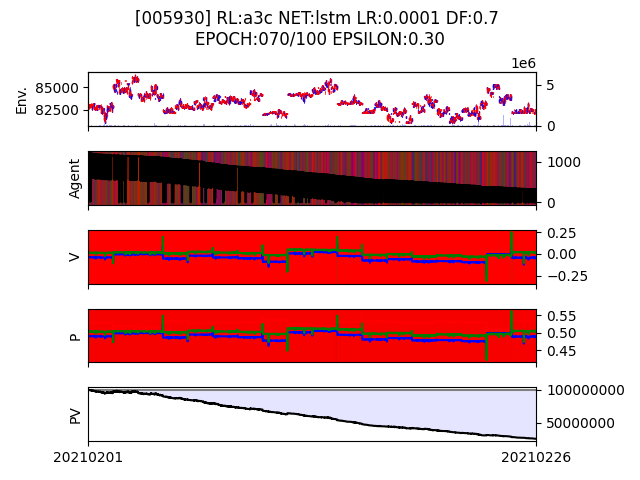 [005930] RL:a3c NET:lstm LR:0.0001 DF:0.7
EPOCH:070/100 EPSILON:0.30
1e6
Env.
85000
82500
5
0
Agent
1000
0
V
0.25
0.00
−0.25
P
0.55
0.50
0.45
PV
100000000
50000000
20210201
20210226